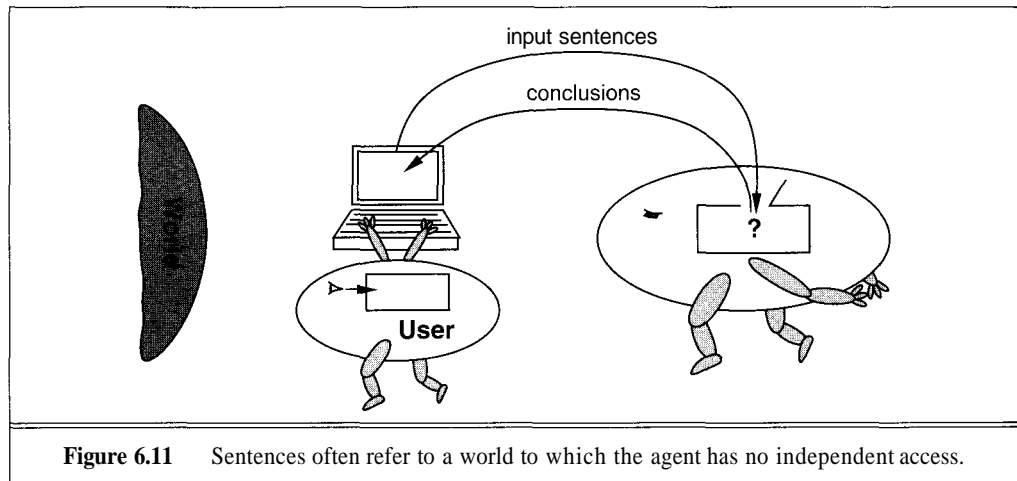 input sentences
conclusions
World
?
User
Figure 6.11 Sentences often refer to a world to which the agent has no independent access.